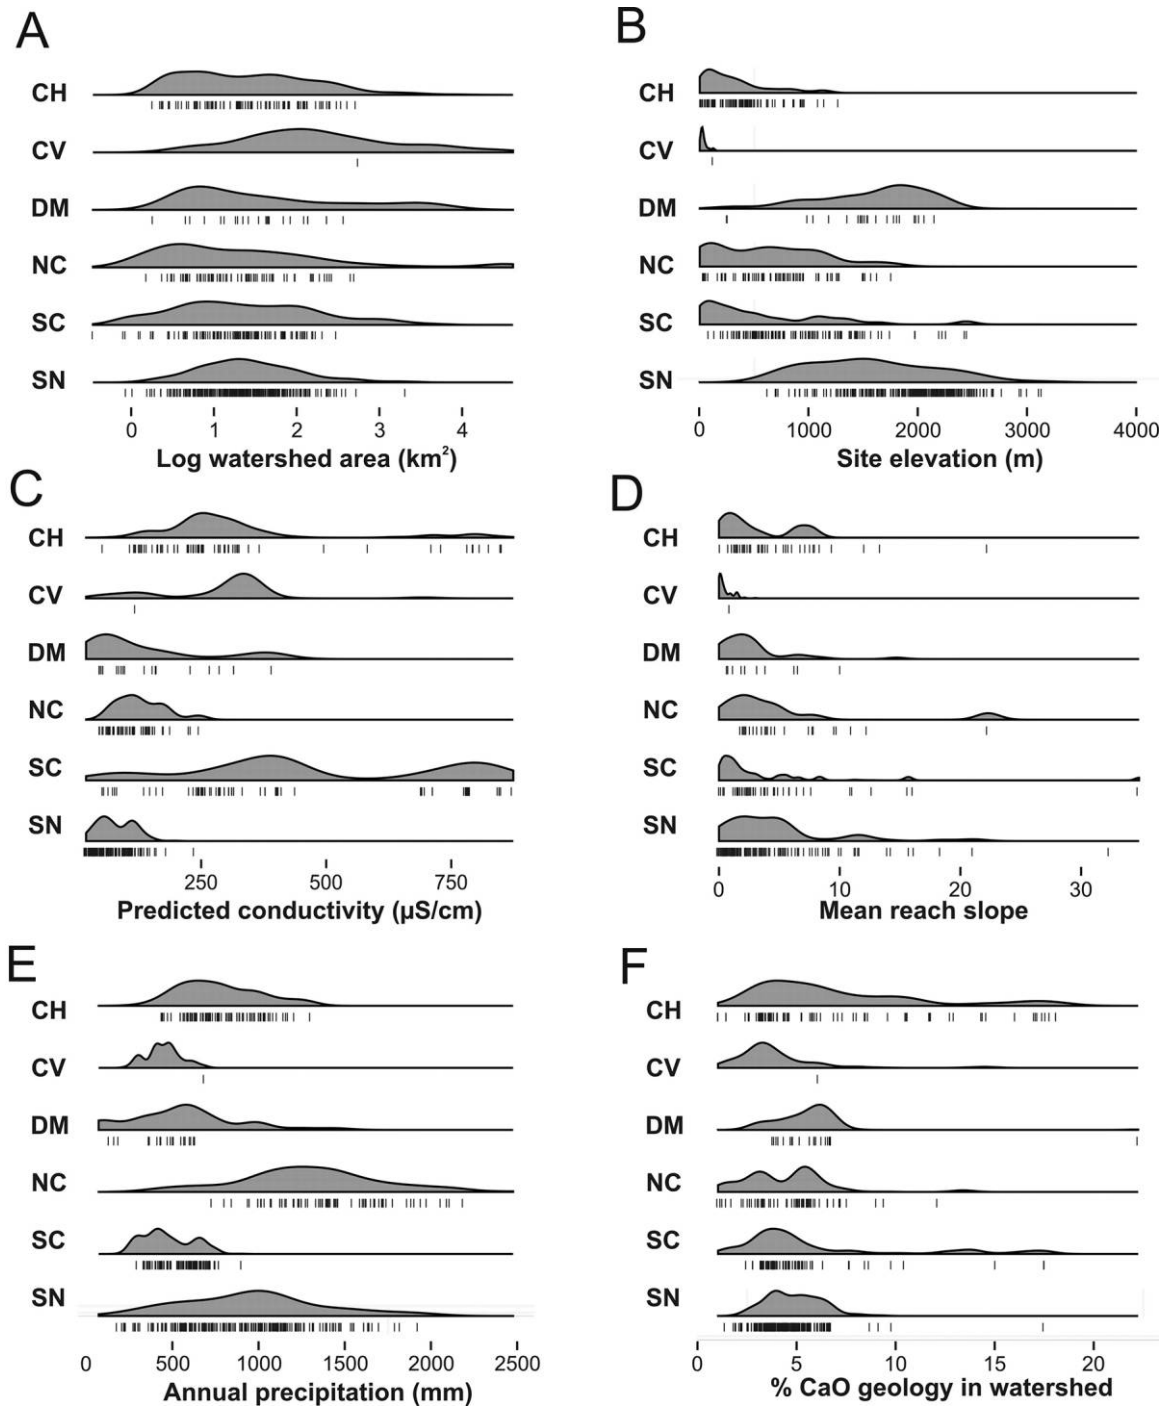 A
CH
CV
DM
NC
SC
SN
0 1 2 3 4
Log watershed area (km²)
B
CH
CV
DM
NC
SC
SN
0 1000 2000 3000 4000
Site elevation (m)
C
CH
CV
DM
NC
SC
SN
250 500 750
Predicted conductivity (µS/cm)
D
CH
CV
DM
NC
SC
SN
0 10 20 30
Mean reach slope
E
CH
CV
DM
NC
SC
SN
0 500 1000 1500 2000 2500
Annual precipitation (mm)
F
CH
CV
DM
NC
SC
SN
0 5 10 15 20
% CaO geology in watershed